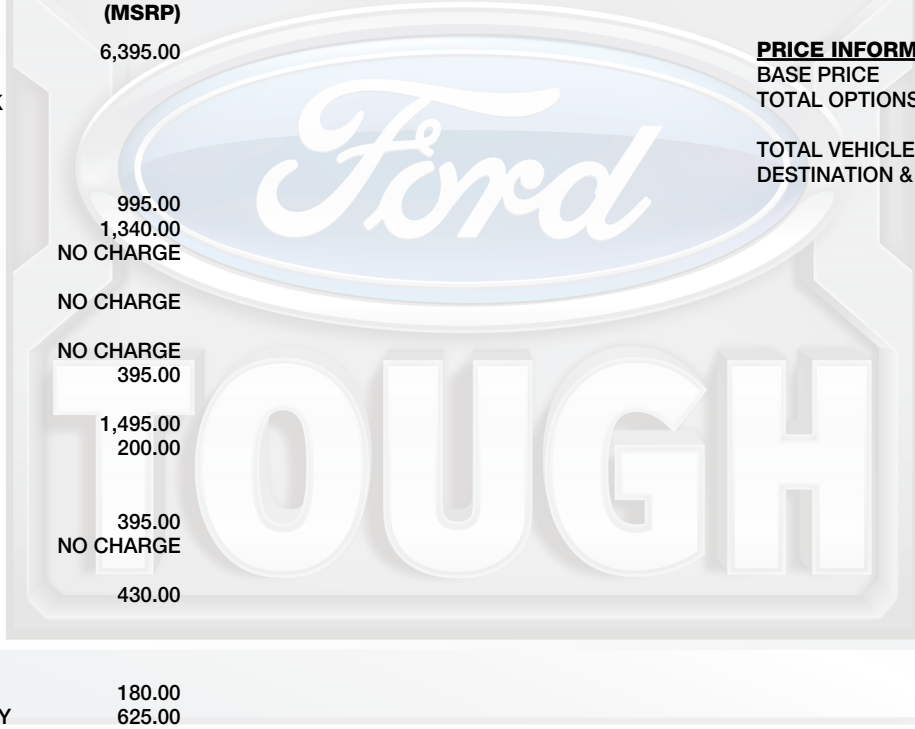 (MSRP)
6,395.00
K
995.00
1,340.00
NO CHARGE
NO CHARGE
NO CHARGE
395.00
1,495.00
200.00
395.00
NO CHARGE
430.00
180.00
Y 625.00
PRICE INFORM
BASE PRICE
TOTAL OPTIONS
TOTAL VEHICLE
DESTINATION &
Ford
TOUGH